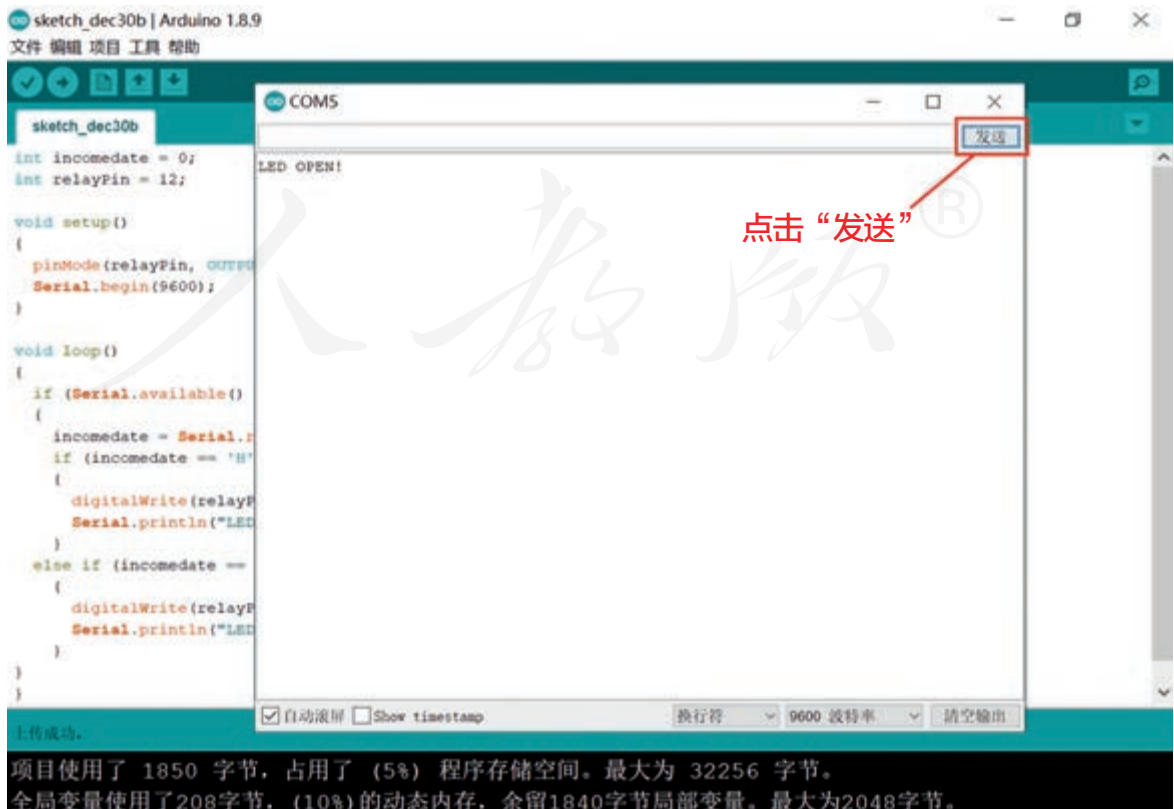 sketch_dec30b | Arduino 1.8.9
文件 编辑 项目 工具 帮助
sketch_dec30b
int incomedate = 0;
int relayPin = 12;
void setup()
{
pinMode(relayPin, OUTPU
Serial.begin(9600);
}
void loop()
{
if (Serial.available()
{
incomedate = Serial.r
if (incomedate == 'H'
{
digitalWrite(relayP
Serial.println("LED
}
else if (incomedate ==
{
digitalWrite(relayP
Serial.println("LED
}
}
}
COM5
发送
LED OPEN!
点击“发送”
人教版®
自动滚屏 Show timestamp 换行符 9600 波特率 清空输出
上传成功。
项目使用了 1850 字节，占用了 (5%) 程序存储空间。最大为 32256 字节。
全局变量使用了208字节，(10%)的动态内存，余留1840字节局部变量。最大为2048字节。